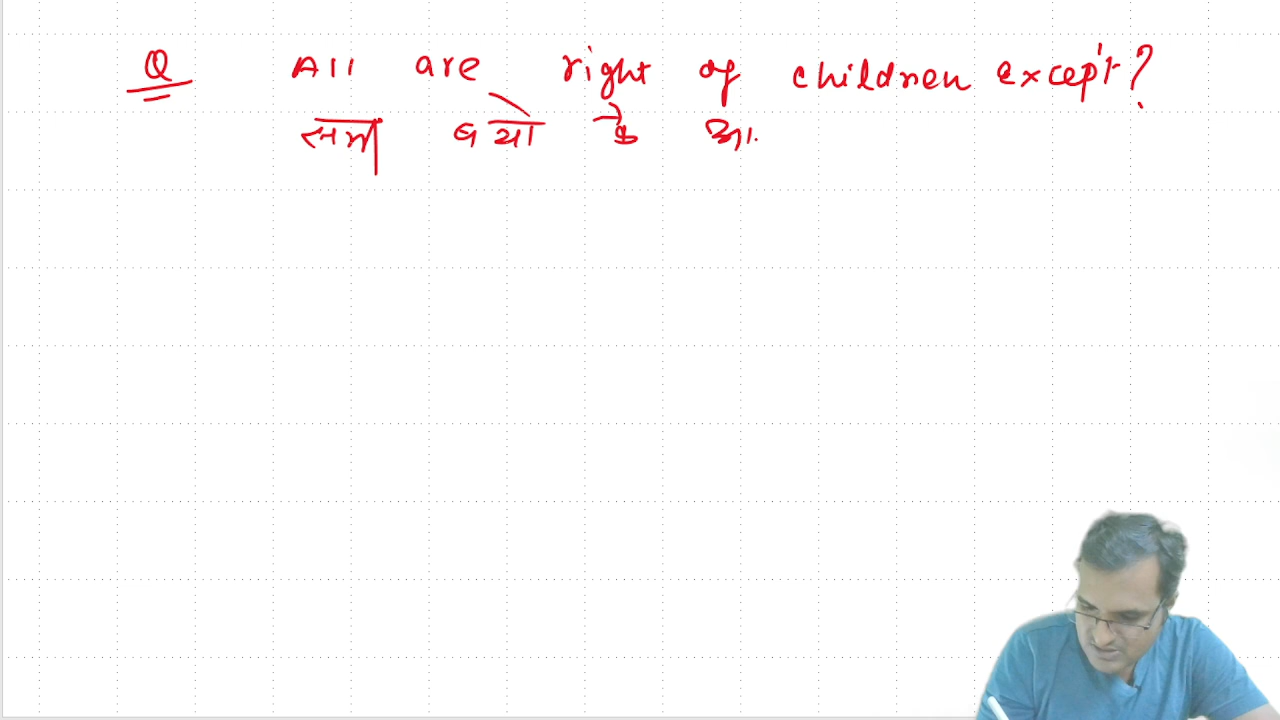 Q All are right of children except?
सभी बच्चों के